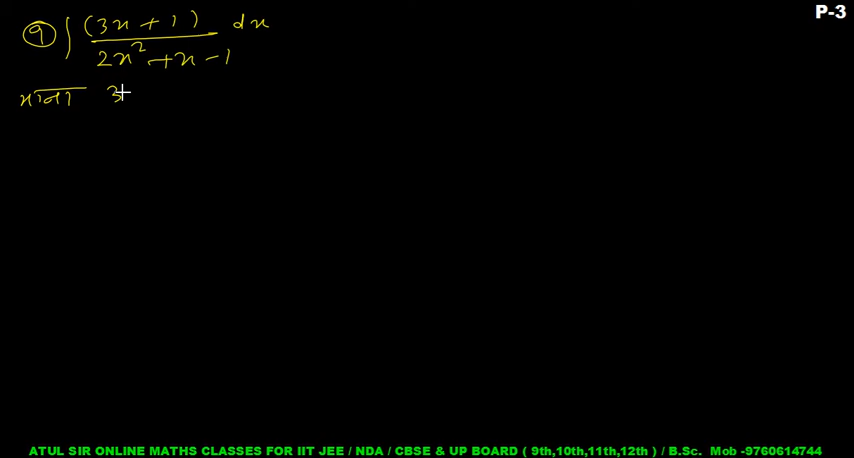 P-3
⑨ ∫ (3x + 1) / (2x² + x - 1) dx
माना 3
ATUL SIR ONLINE MATHS CLASSES FOR IIT JEE / NDA / CBSE & UP BOARD ( 9th,10th,11th,12th ) / B.Sc. Mob -9760614744